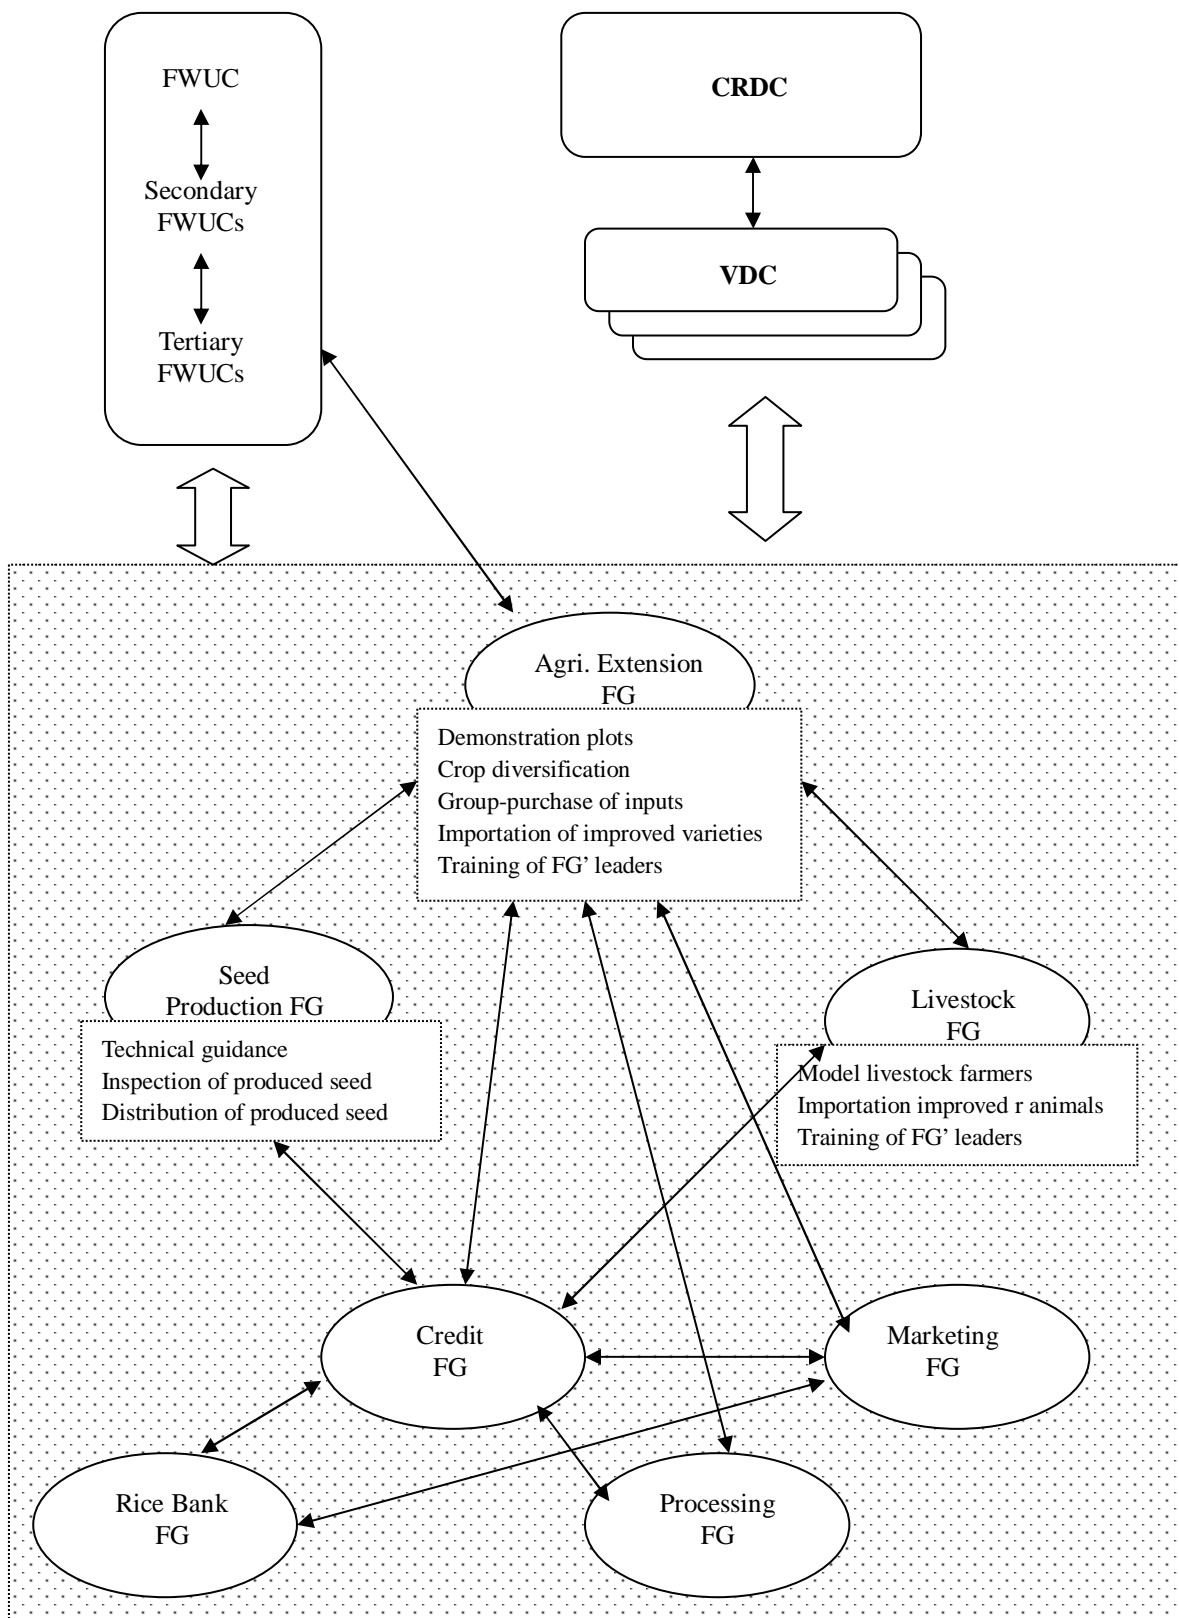 FWUC
Secondary
FWUCs
Tertiary
FWUCs
CRDC
VDC
Agri. Extension
FG
Demonstration plots
Crop diversification
Group-purchase of inputs
Importation of improved varieties
Training of FG’ leaders
Seed
Production FG
Technical guidance
Inspection of produced seed
Distribution of produced seed
Livestock
FG
Model livestock farmers
Importation improved r animals
Training of FG’ leaders
Credit
FG
Marketing
FG
Rice Bank
FG
Processing
FG